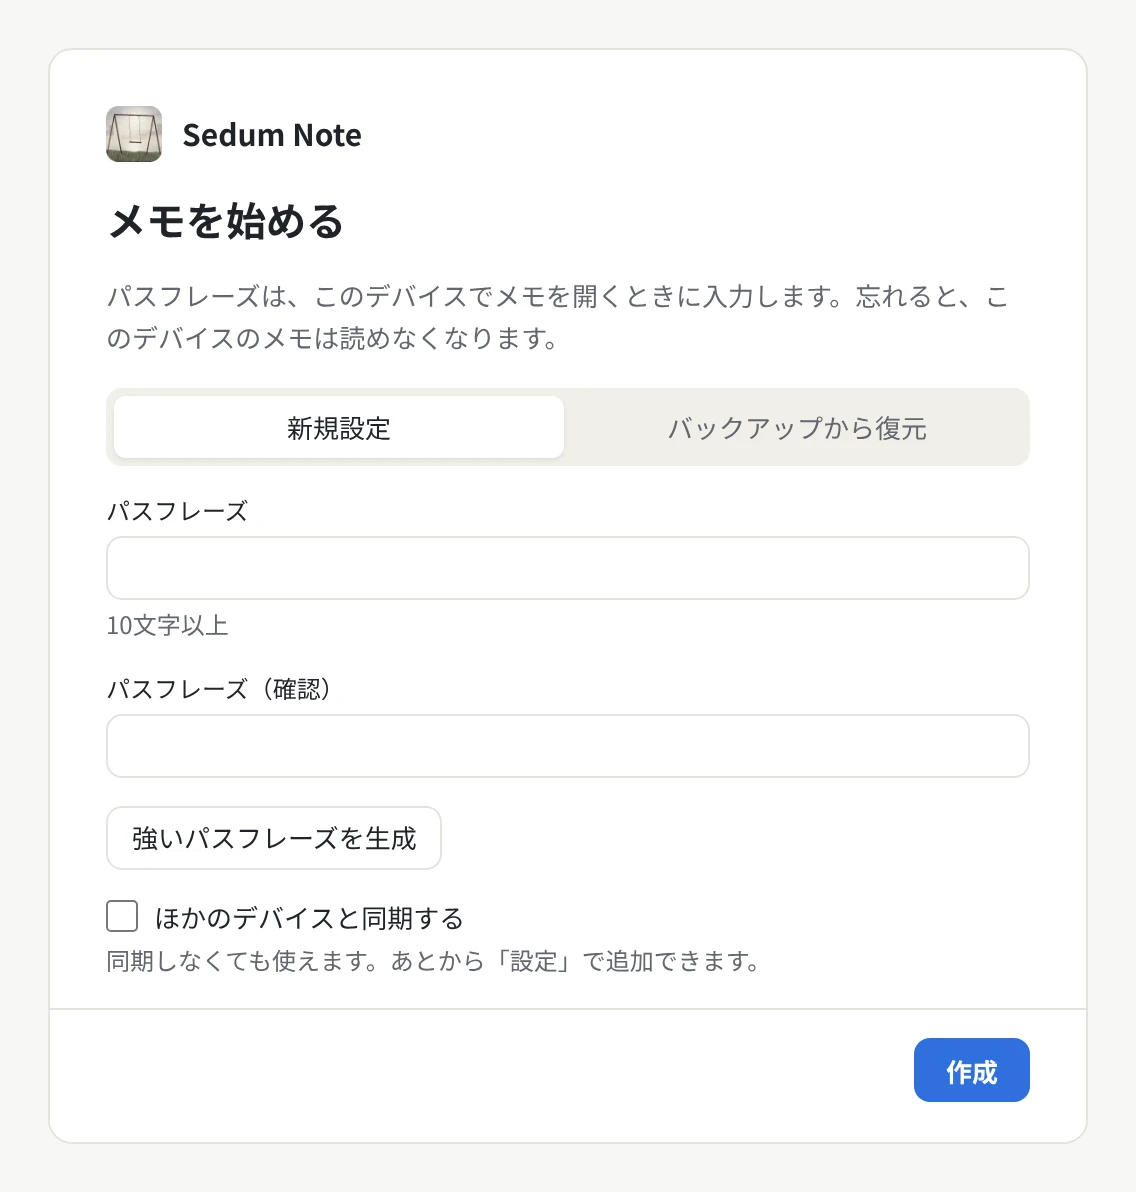 Sedum Note
メモを始める
パスフレーズは、このデバイスでメモを開くときに入力します。忘れると、こ
のデバイスのメモは読めなくなります。
新規設定
バックアップから復元
パスフレーズ
10文字以上
パスフレーズ（確認）
強いパスフレーズを生成
ほかのデバイスと同期する
同期しなくても使えます。あとから「設定」で追加できます。
作成